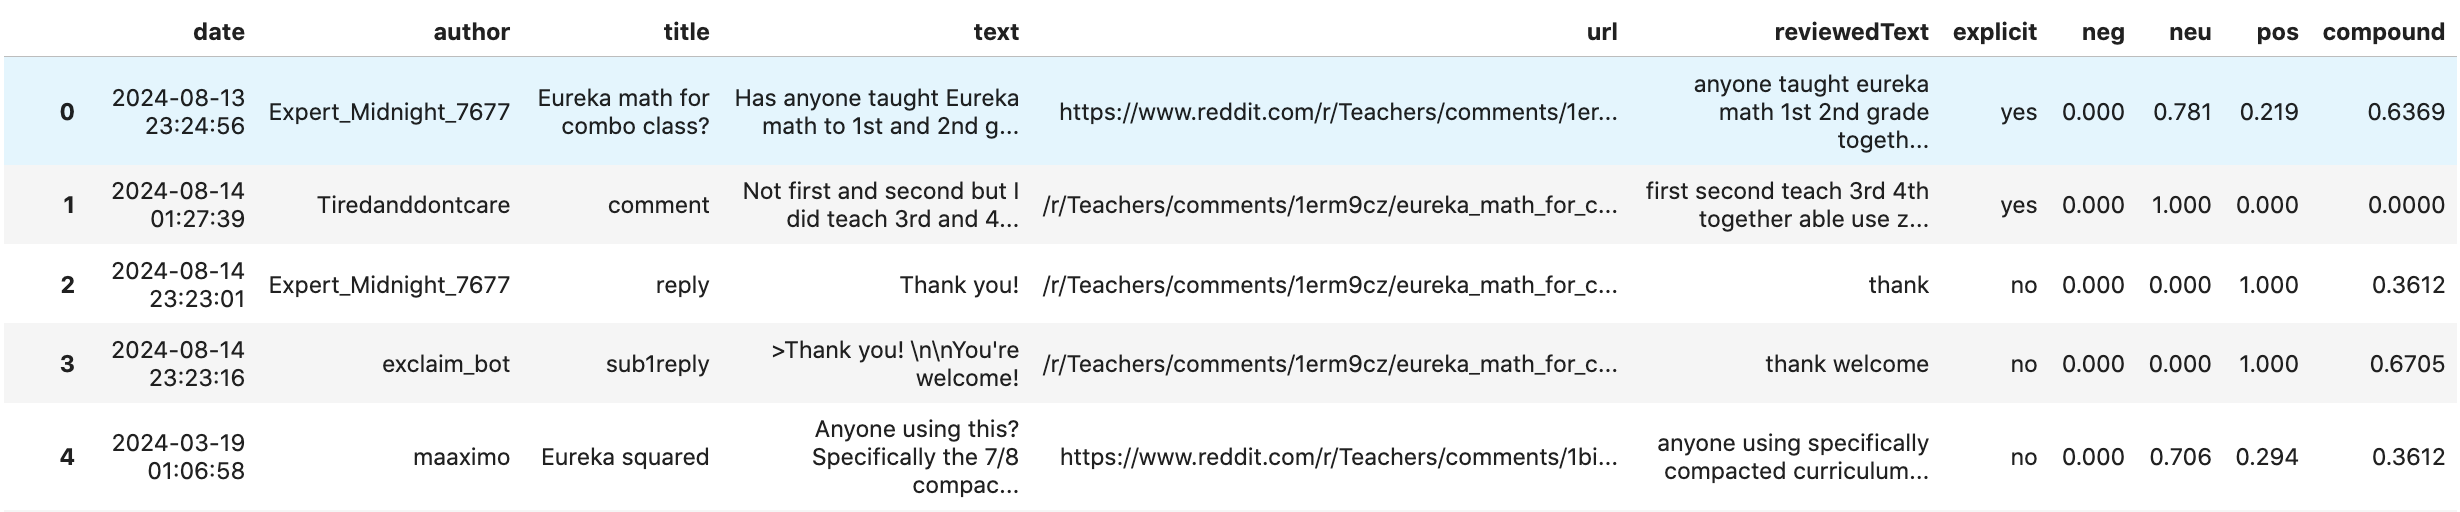 date author title text url reviewedText explicit neg neu pos compound
0 2024-08-13 23:24:56 Expert_Midnight_7677 Eureka math for combo class? Has anyone taught Eureka math to 1st and 2nd g... https://www.reddit.com/r/Teachers/comments/1er... anyone taught eureka math 1st 2nd grade togeth... yes 0.000 0.781 0.219 0.6369
1 2024-08-14 01:27:39 Tiredanddontcare comment Not first and second but I did teach 3rd and 4... /r/Teachers/comments/1erm9cz/eureka_math_for_c... first second teach 3rd 4th together able use z... yes 0.000 1.000 0.000 0.0000
2 2024-08-14 23:23:01 Expert_Midnight_7677 reply Thank you! /r/Teachers/comments/1erm9cz/eureka_math_for_c... thank no 0.000 0.000 1.000 0.3612
3 2024-08-14 23:23:16 exclaim_bot sub1reply >Thank you! \n\nYou're welcome! /r/Teachers/comments/1erm9cz/eureka_math_for_c... thank welcome no 0.000 0.000 1.000 0.6705
4 2024-03-19 01:06:58 maaximo Eureka squared Anyone using this? Specifically the 7/8 compac... https://www.reddit.com/r/Teachers/comments/1bi... anyone using specifically compacted curriculum... no 0.000 0.706 0.294 0.3612